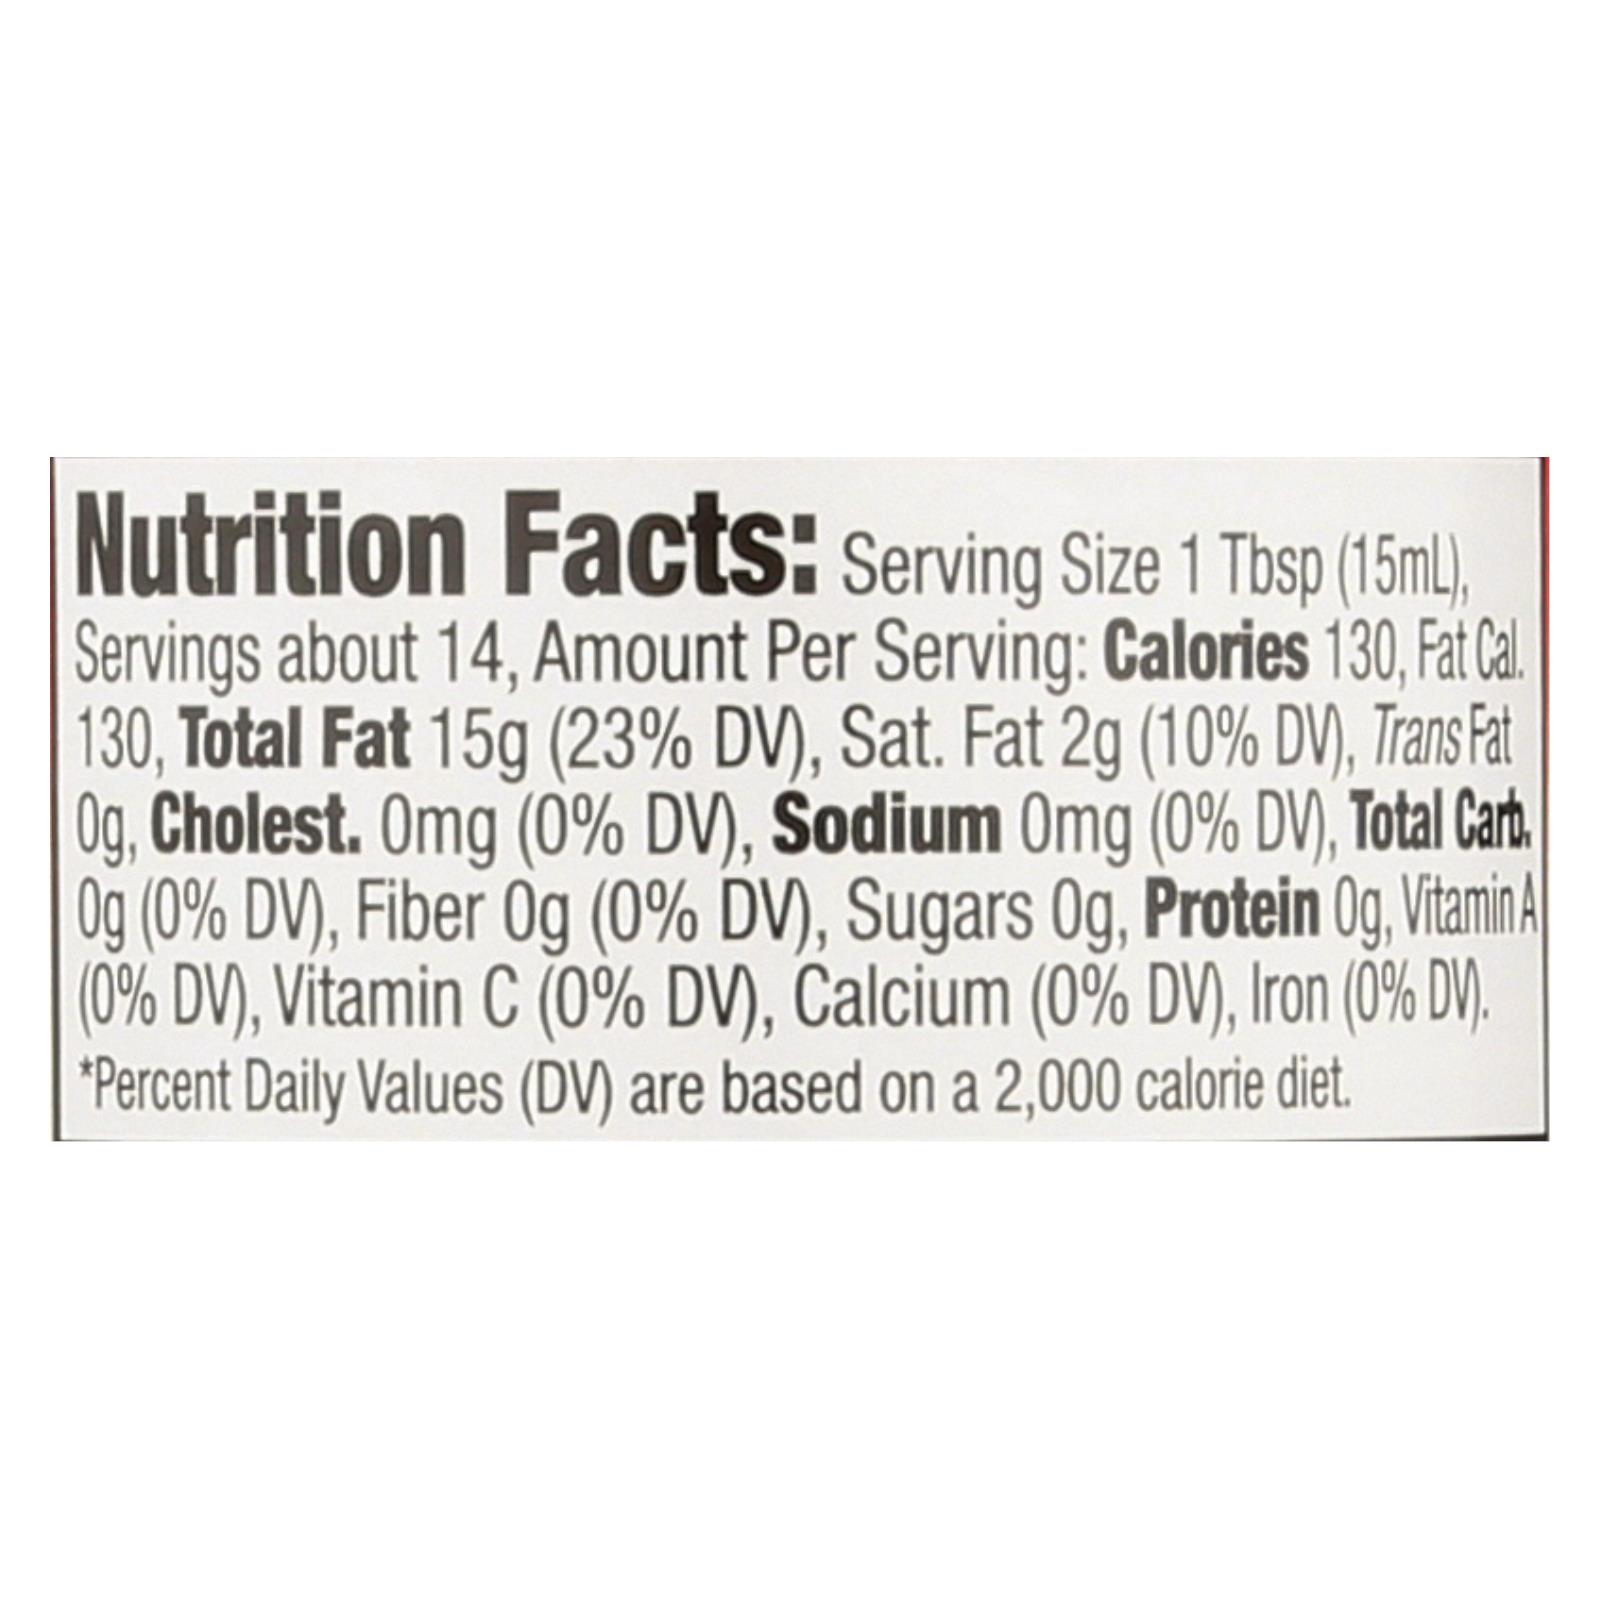 Nutrition Facts: Serving Size 1 Tbsp (15mL),
Servings about 14, Amount Per Serving: Calories 130, Fat Cal.
130, Total Fat 15g (23% DV), Sat. Fat 2g (10% DV), Trans Fat
0g, Cholest. 0mg (0% DV), Sodium 0mg (0% DV), Total Carb.
0g (0% DV), Fiber 0g (0% DV), Sugars 0g, Protein 0g, Vitamin A
(0% DV), Vitamin C (0% DV), Calcium (0% DV), Iron (0% DV).
*Percent Daily Values (DV) are based on a 2,000 calorie diet.